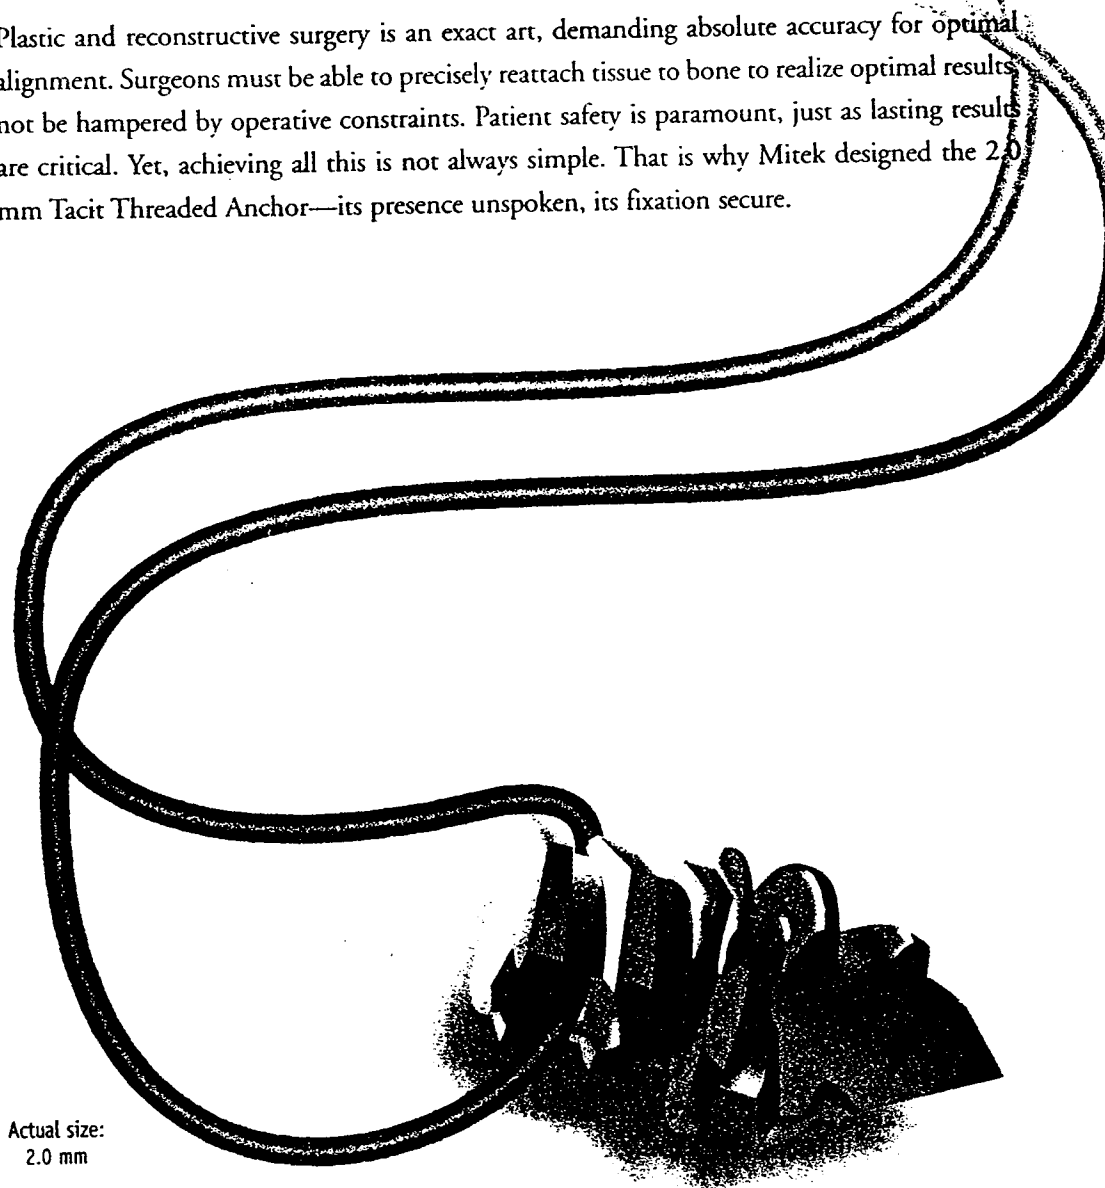 Plastic and reconstructive surgery is an exact art, demanding absolute accuracy for optimal
alignment. Surgeons must be able to precisely reattach tissue to bone to realize optimal results,
not be hampered by operative constraints. Patient safety is paramount, just as lasting results
are critical. Yet, achieving all this is not always simple. That is why Mitek designed the 2.0
mm Tacit Threaded Anchor—its presence unspoken, its fixation secure.
Actual size:
2.0 mm